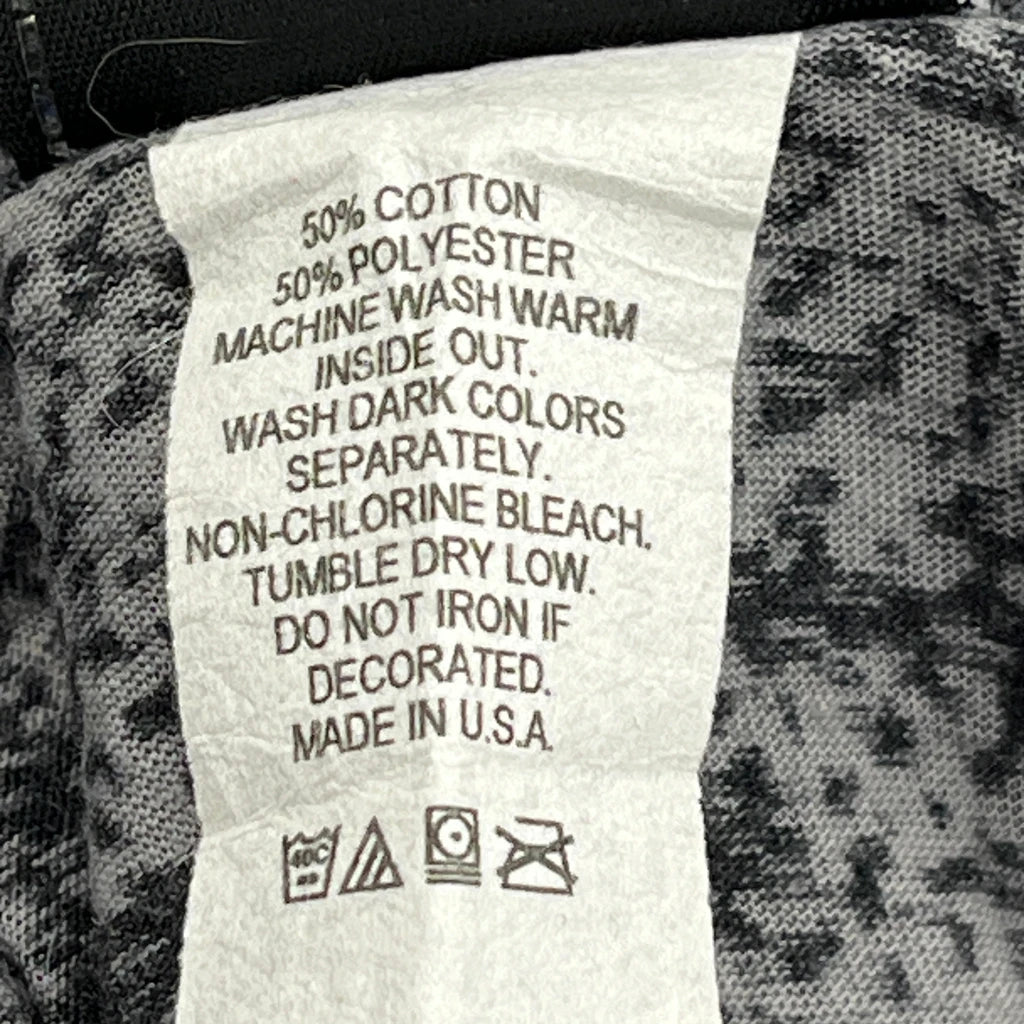 50% COTTON
50% POLYESTER
MACHINE WASH WARM
INSIDE OUT.
WASH DARK COLORS
SEPARATELY.
NON-CHLORINE BLEACH.
TUMBLE DRY LOW.
DO NOT IRON IF
DECORATED.
MADE IN U.S.A.
40C